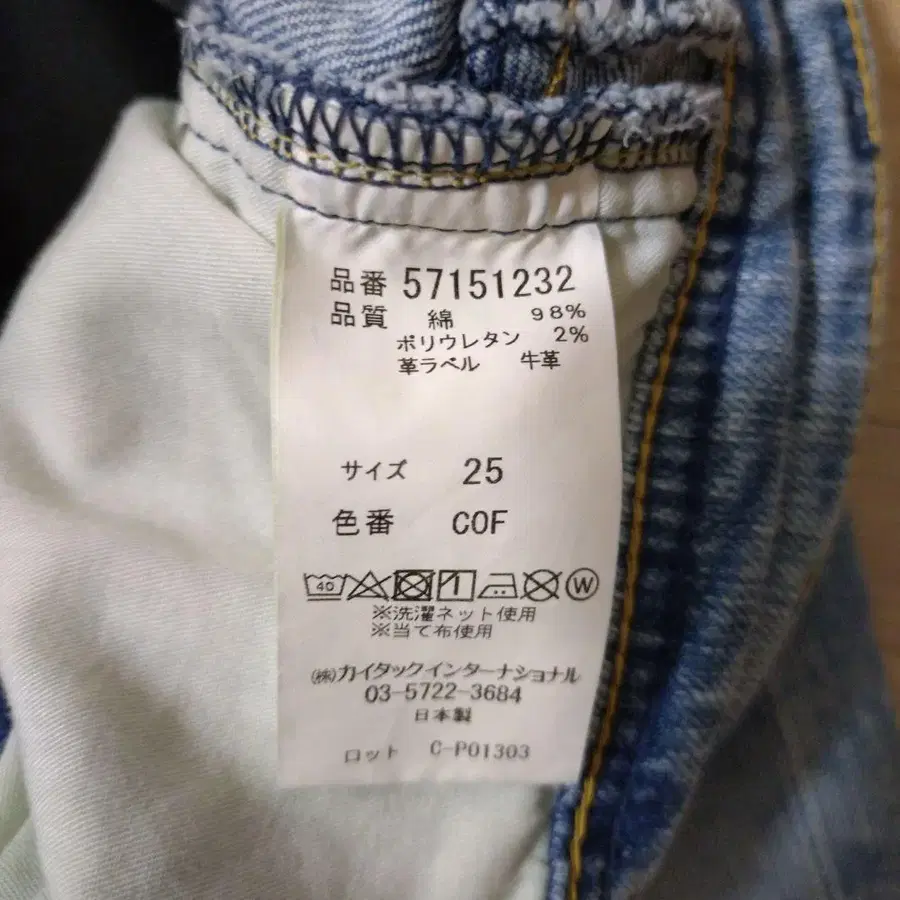 品番 57151232
品質 綿 98%
ポリウレタン 2%
革ラベル 牛革
サイズ 25
色番 COF
40 W
※洗濯ネット使用
※当て布使用
㈱カイタックインターナショナル
03-5722-3684
日本製
ロット C-P01303